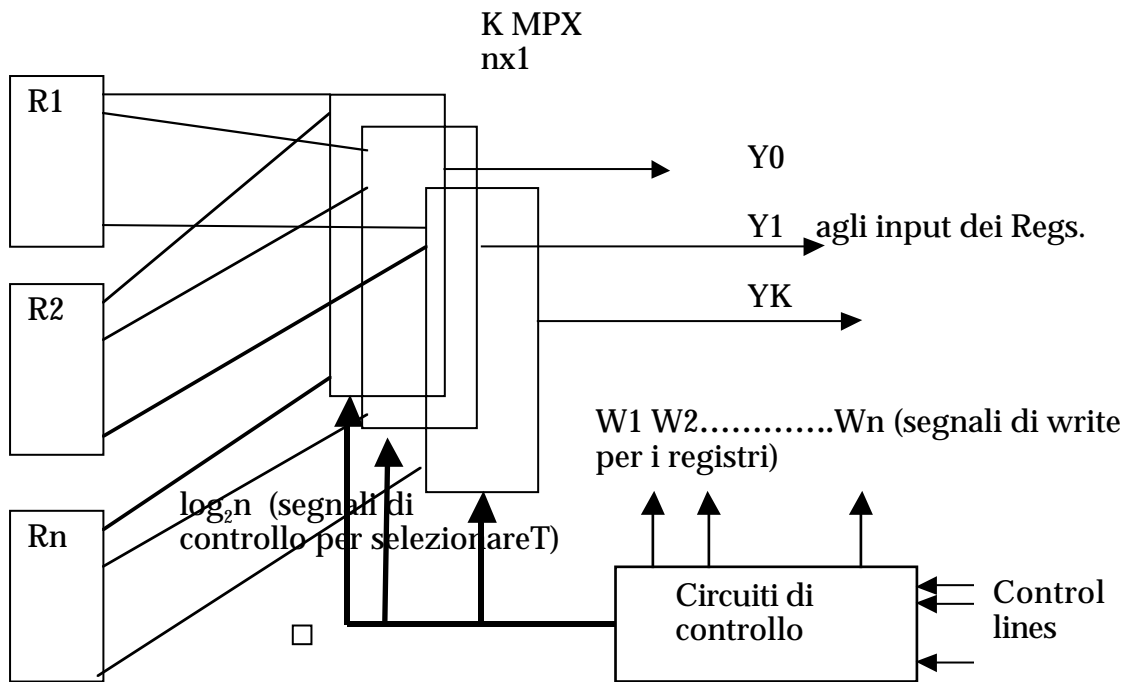 K MPX
nx1
R1
Y0
Y1 agli input dei Regs.
R2
YK
W1 W2………….Wn (segnali di write
per i registri)
log₂n (segnali di
controllo per selezionareT)
Rn
Circuiti di
controllo
Control
lines